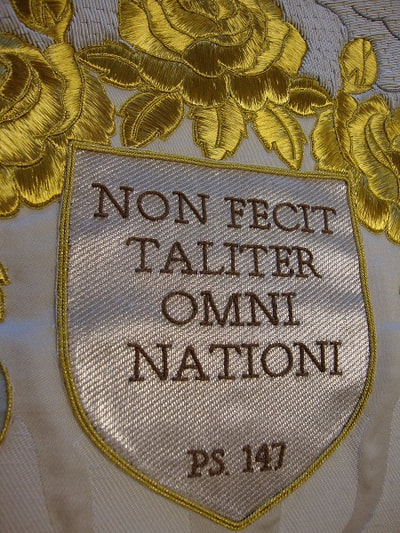 NON FECIT
TALITER
OMNI
NATIONI
PS. 147